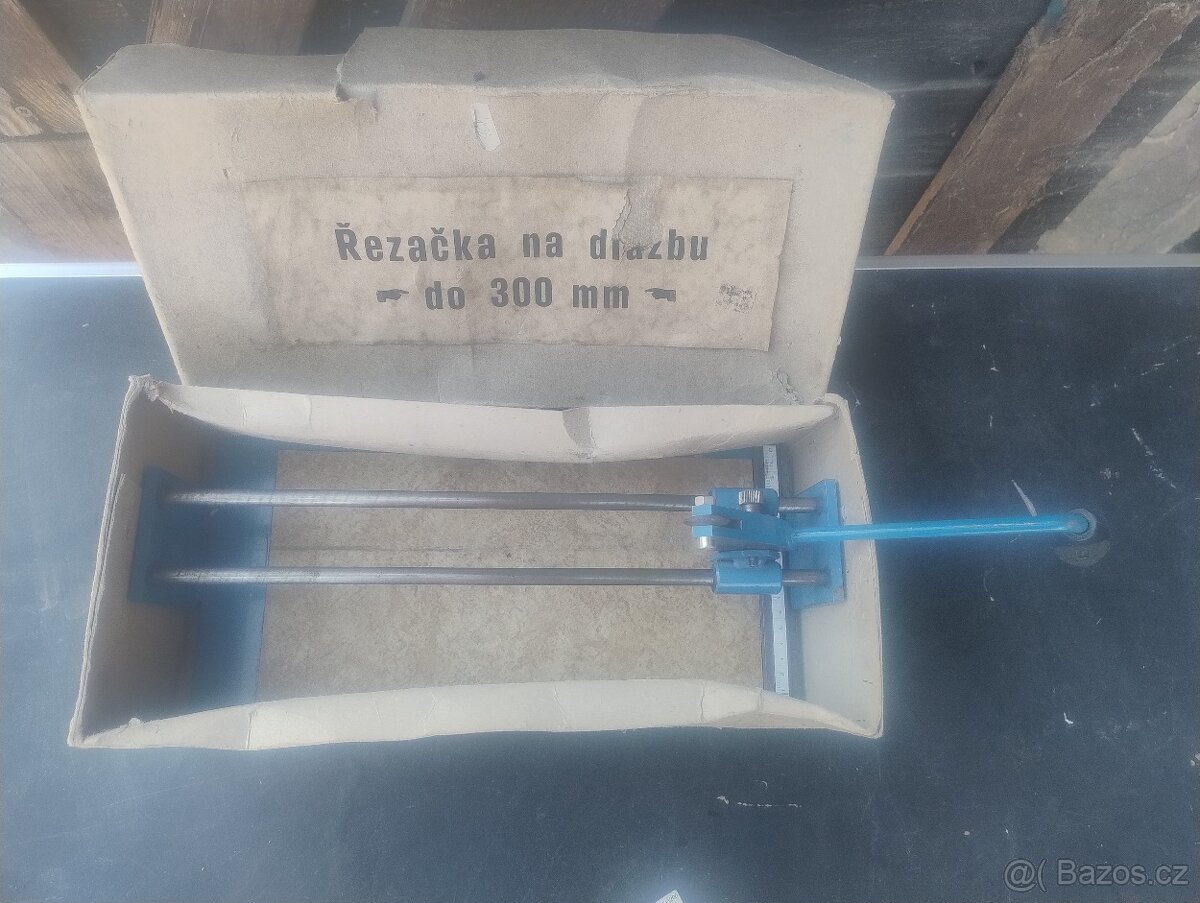 Řezačka na dlažbu
do 300 mm
@( Bazos.cz